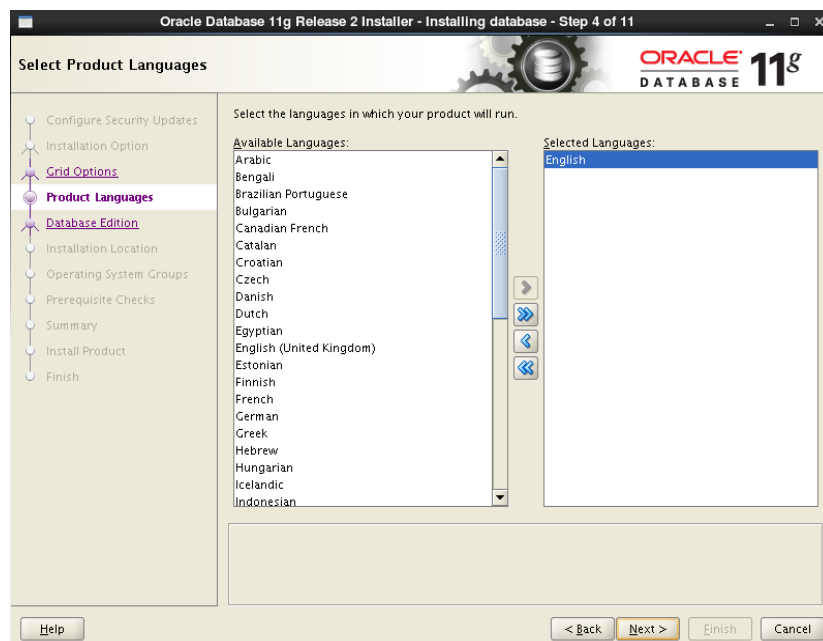 Oracle Database 11g Release 2 Installer - Installing database - Step 4 of 11
Select Product Languages
ORACLE
DATABASE
11g
Configure Security Updates
Installation Option
Grid Options
Product Languages
Database Edition
Installation Location
Operating System Groups
Prerequisite Checks
Summary
Install Product
Finish
Select the languages in which your product will run.
Available Languages:
Arabic
Bengali
Brazilian Portuguese
Bulgarian
Canadian French
Catalan
Croatian
Czech
Danish
Dutch
Egyptian
English (United Kingdom)
Estonian
Finnish
French
German
Greek
Hebrew
Hungarian
Icelandic
Indonesian
Selected Languages:
English
Help
< Back
Next >
Finish
Cancel